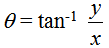 θ = tan⁻¹ y/x